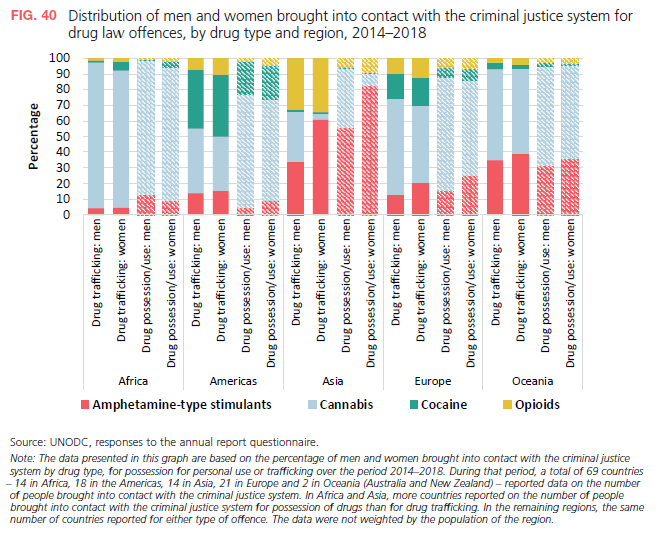 FIG. 40 Distribution of men and women brought into contact with the criminal justice system for
drug law offences, by drug type and region, 2014–2018
Percentage
100
90
80
70
60
50
40
30
20
10
0
Drug trafficking: men
Drug trafficking: women
Drug possession/use: men
Drug possession/use: women
Drug trafficking: men
Drug trafficking: women
Drug possession/use: men
Drug possession/use: women
Drug trafficking: men
Drug trafficking: women
Drug possession/use: men
Drug possession/use: women
Drug trafficking: men
Drug trafficking: women
Drug possession/use: men
Drug possession/use: women
Drug trafficking: men
Drug trafficking: women
Drug possession/use: men
Drug possession/use: women
Africa Americas Asia Europe Oceania
Amphetamine-type stimulants Cannabis Cocaine Opioids
Source: UNODC, responses to the annual report questionnaire.
Note: The data presented in this graph are based on the percentage of men and women brought into contact with the criminal justice
system by drug type, for possession for personal use or trafficking over the period 2014–2018. During that period, a total of 69 countries
– 14 in Africa, 18 in the Americas, 14 in Asia, 21 in Europe and 2 in Oceania (Australia and New Zealand) – reported data on the number
of people brought into contact with the criminal justice system. In Africa and Asia, more countries reported on the number of people
brought into contact with the criminal justice system for possession of drugs than for drug trafficking. In the remaining regions, the same
number of countries reported for either type of offence. The data were not weighted by the population of the region.